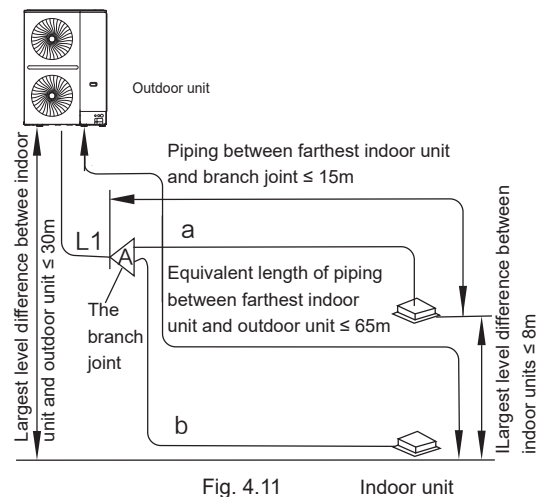 Outdoor unit
Piping between farthest indoor unit
and branch joint ≤ 15m
Largest level difference betwee indoor
unit and outdoor unit ≤ 30m
L1
A
a
The
branch
joint
Equivalent length of piping
between farthest indoor
unit and outdoor unit ≤ 65m
lLargest level difference between
indoor units ≤ 8m
b
Fig. 4.11
Indoor unit